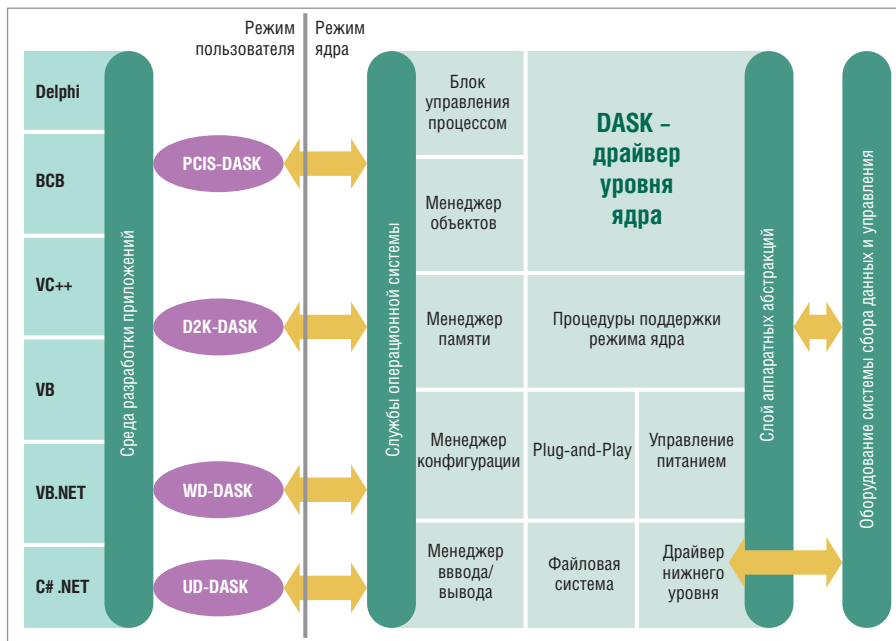 Режим
пользователя
Режим
ядра
Delphi
BCB
VC++
VB
VB.NET
C# .NET
Среда разработки приложений
PCIS-DASK
D2K-DASK
WD-DASK
UD-DASK
Службы операционной системы
Блок
управления
процессом
Менеджер
объектов
DASK –
драйвер
уровня
ядра
Менеджер
памяти
Процедуры поддержки
режима ядра
Менеджер
конфигурации
Plug-and-Play
Управление
питанием
Менеджер
вввода/
вывода
Файловая
система
Драйвер
нижнего
уровня
Слой аппаратных абстракций
Оборудование системы сбора данных и управления